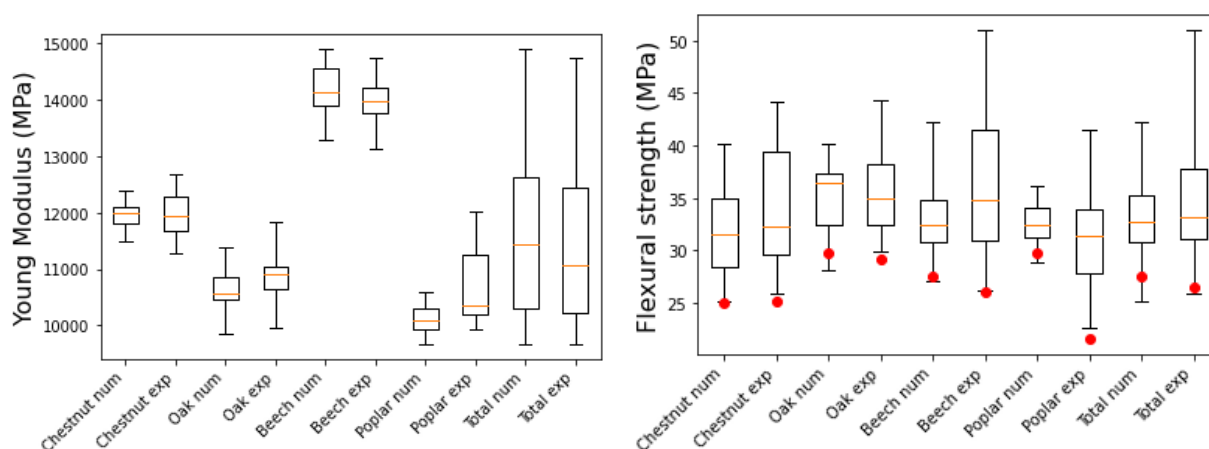 Young Modulus (MPa)
15000
14000
13000
12000
11000
10000
Chestnut num
Chestnut exp
Oak num
Oak exp
Beech num
Beech exp
Poplar num
Poplar exp
Total num
Total exp
Flexural strength (MPa)
50
45
40
35
30
25
Chestnut num
Chestnut exp
Oak num
Oak exp
Beech num
Beech exp
Poplar num
Poplar exp
Total num
Total exp